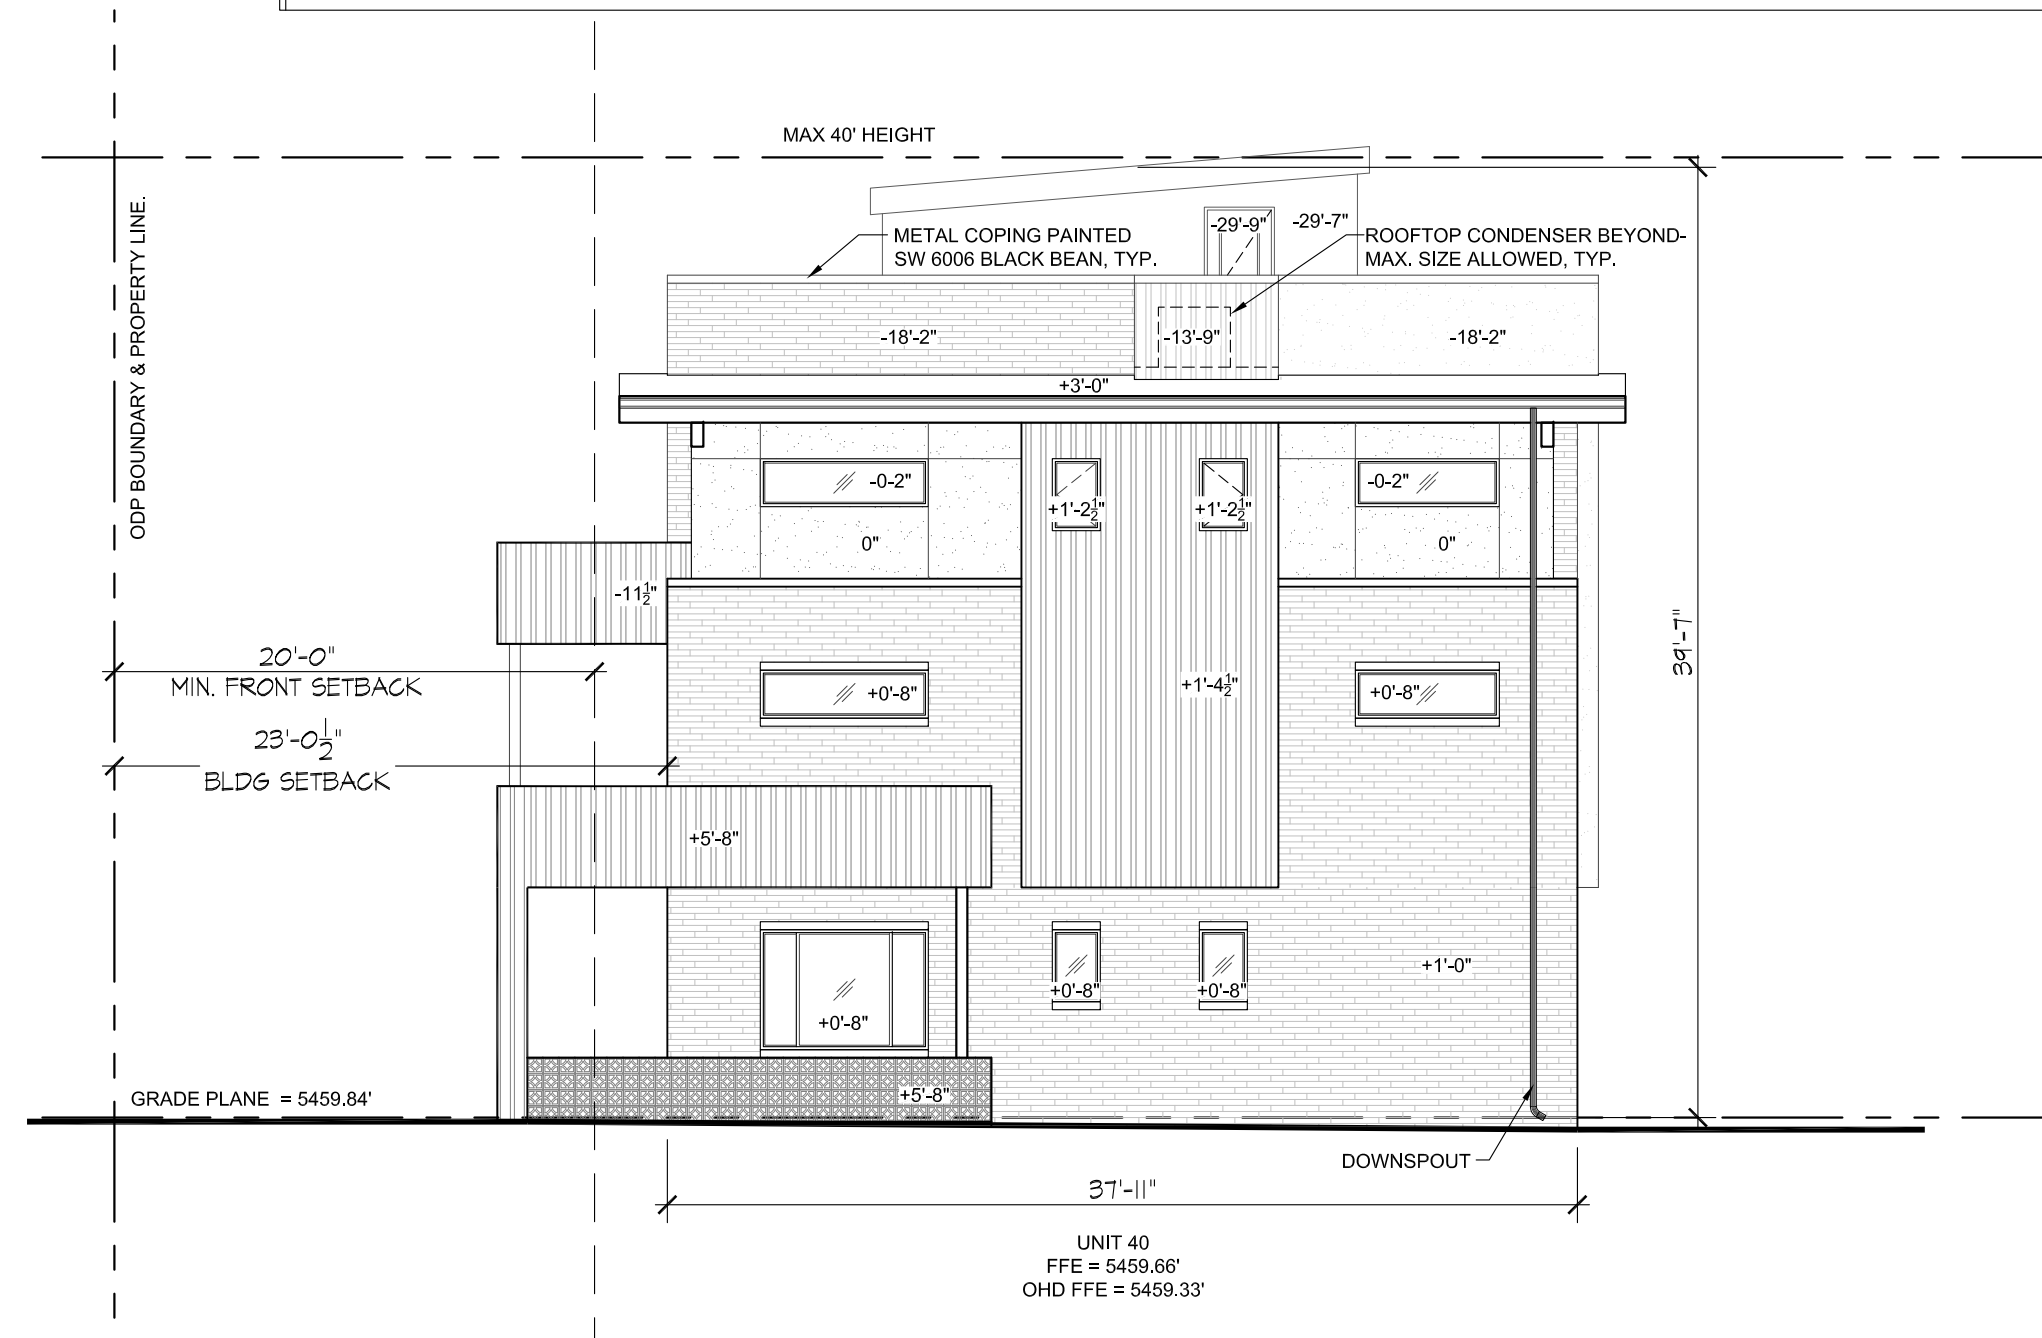 MAX 40' HEIGHT
ODP BOUNDARY & PROPERTY LINE.
METAL COPING PAINTED
SW 6006 BLACK BEAN, TYP.
-29'-9"
-29'-7"
ROOFTOP CONDENSER BEYOND-
MAX. SIZE ALLOWED, TYP.
-18'-2"
-13'-9"
-18'-2"
+3'-0"
-0-2"
+1'-2½"
+1'-2½"
-0-2"
0"
0"
-11½"
39'-7"
20'-0"
MIN. FRONT SETBACK
+0'-8"
+1'-4½"
+0'-8"
23'-0½"
BLDG SETBACK
+5'-8"
+1'-0"
+0'-8"
+0'-8"
+0'-8"
GRADE PLANE = 5459.84'
+5'-8"
DOWNSPOUT
37'-11"
UNIT 40
FFE = 5459.66'
OHD FFE = 5459.33'